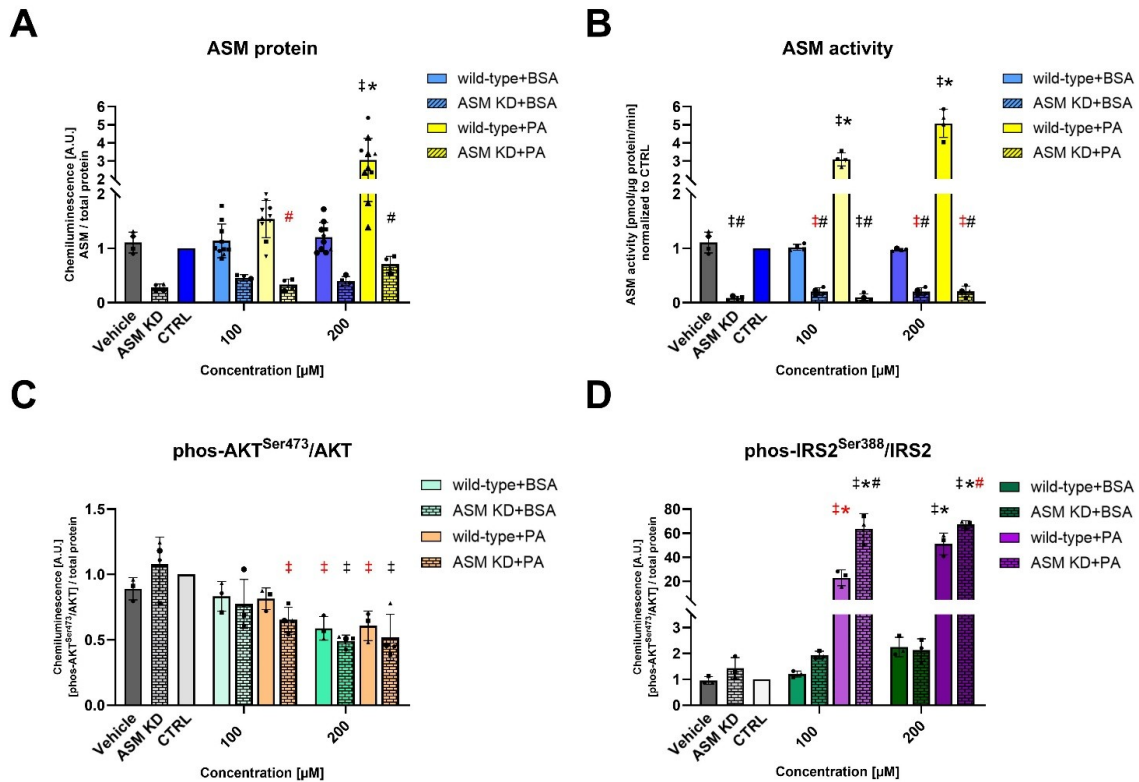 A
ASM protein
‡*
#
#
Chemiluminescence [A.U.]
ASM / total protein
6
5
4
3
2
2
1
0
Vehicle
ASM KD
CTRL
100
200
Concentration [µM]
wild-type+BSA
ASM KD+BSA
wild-type+PA
ASM KD+PA
B
ASM activity
‡*
‡*
‡#
‡#
‡#
‡#
‡#
ASM activity [pmol/µg protein/min]
normalized to CTRL
6
5
4
3
2
2
1
0
Vehicle
ASM KD
CTRL
100
200
Concentration [µM]
wild-type+BSA
ASM KD+BSA
wild-type+PA
ASM KD+PA
C
phos-AKTSer473/AKT
‡
‡
‡
‡
‡
Chemiluminescence [A.U.]
[phos-AKTSer473/AKT] / total protein
1.5
1.0
0.5
0.0
Vehicle
ASM KD
CTRL
100
200
Concentration [µM]
wild-type+BSA
ASM KD+BSA
wild-type+PA
ASM KD+PA
D
phos-IRS2Ser388/IRS2
‡*
‡*#
‡*
‡*#
Chemiluminescence [A.U.]
[phos-AKTSer473/AKT] / total protein
80
60
40
20
3
2
1
0
Vehicle
ASM KD
CTRL
100
200
Concentration [µM]
wild-type+BSA
ASM KD+BSA
wild-type+PA
ASM KD+PA